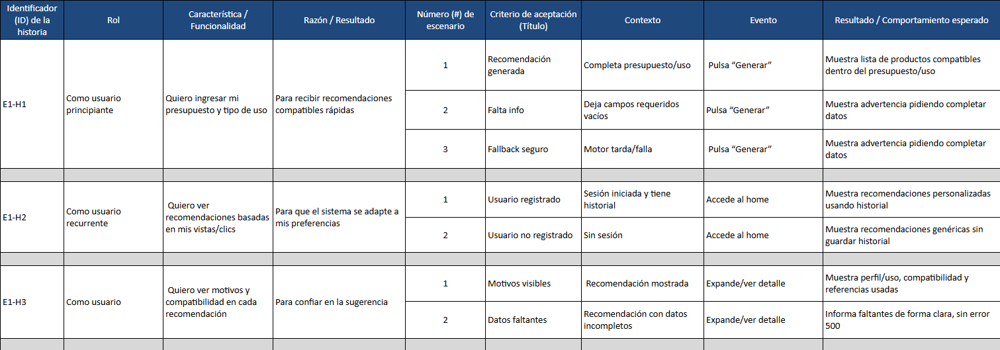 Identificador
(ID) de la
historia
Rol
Característica /
Funcionalidad
Razón / Resultado
Número (#) de
escenario
Criterio de aceptación
(Título)
Contexto
Evento
Resultado / Comportamiento esperado
E1-H1
Como usuario
principiante
Quiero ingresar mi
presupuesto y tipo de uso
Para recibir recomendaciones
compatibles rápidas
1
Recomendación
generada
Completa presupuesto/uso
Pulsa “Generar”
Muestra lista de productos compatibles
dentro del presupuesto/uso
2
Falta info
Deja campos requeridos
vacíos
Pulsa “Generar”
Muestra advertencia pidiendo completar
datos
3
Fallback seguro
Motor tarda/falla
Pulsa “Generar”
Muestra advertencia pidiendo completar
datos
E1-H2
Como usuario
recurrente
Quiero ver
recomendaciones basadas
en mis vistas/clics
Para que el sistema se adapte a
mis preferencias
1
Usuario registrado
Sesión iniciada y tiene
historial
Accede al home
Muestra recomendaciones personalizadas
usando historial
2
Usuario no registrado
Sin sesión
Accede al home
Muestra recomendaciones genéricas sin
guardar historial
E1-H3
Como usuario
Quiero ver motivos y
compatibilidad en cada
recomendación
Para confiar en la sugerencia
1
Motivos visibles
Recomendación mostrada
Expande/ver detalle
Muestra perfil/uso, compatibilidad y
referencias usadas
2
Datos faltantes
Recomendación con datos
incompletos
Expande/ver detalle
Informa faltantes de forma clara, sin error
500